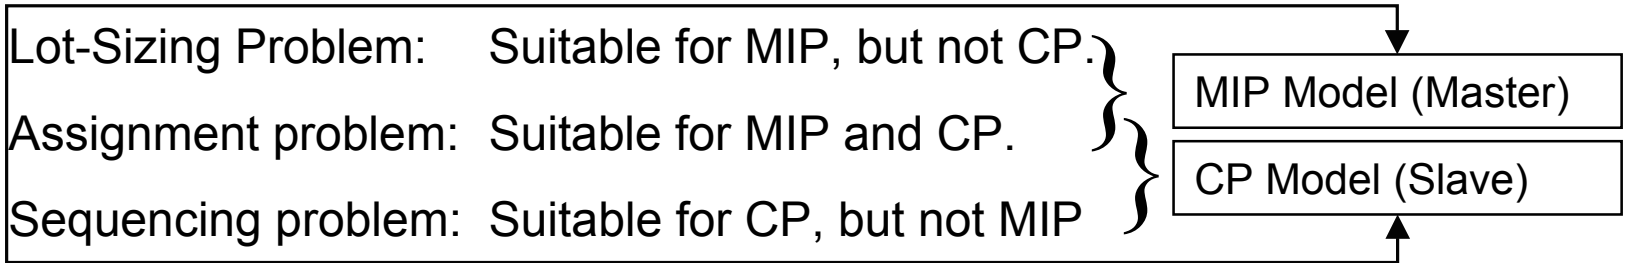 Lot-Sizing Problem: Suitable for MIP, but not CP.
MIP Model (Master)
Assignment problem: Suitable for MIP and CP.
CP Model (Slave)
Sequencing problem: Suitable for CP, but not MIP